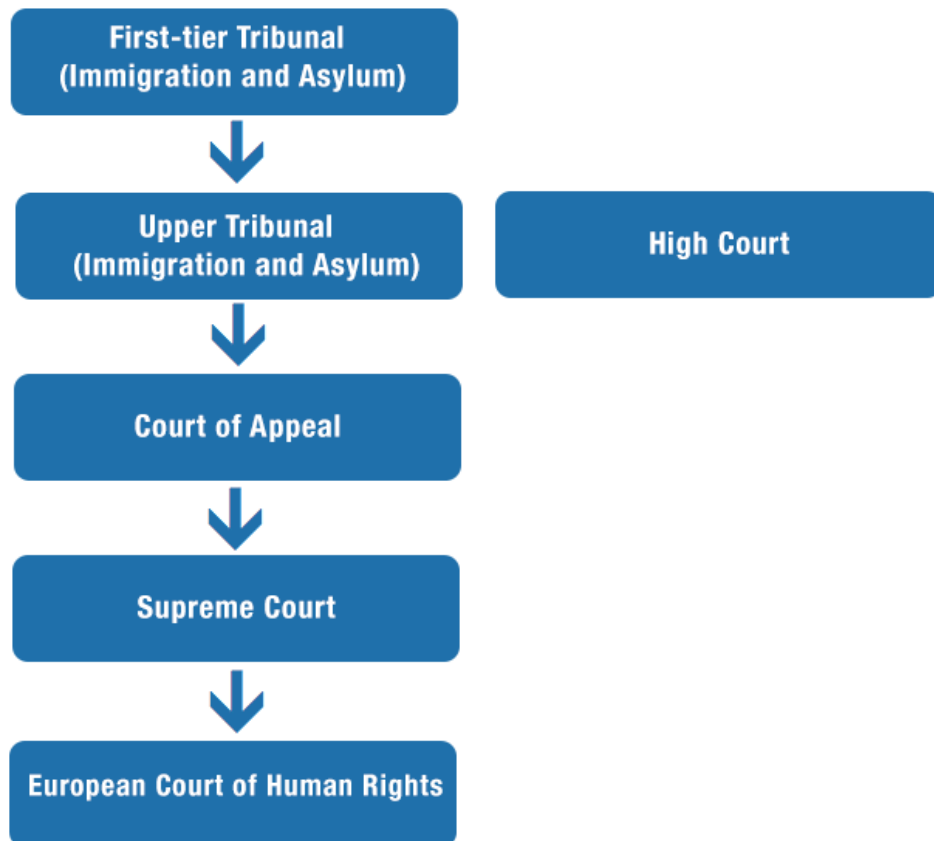 First-tier Tribunal
(Immigration and Asylum)
Upper Tribunal
(Immigration and Asylum)
High Court
Court of Appeal
Supreme Court
European Court of Human Rights